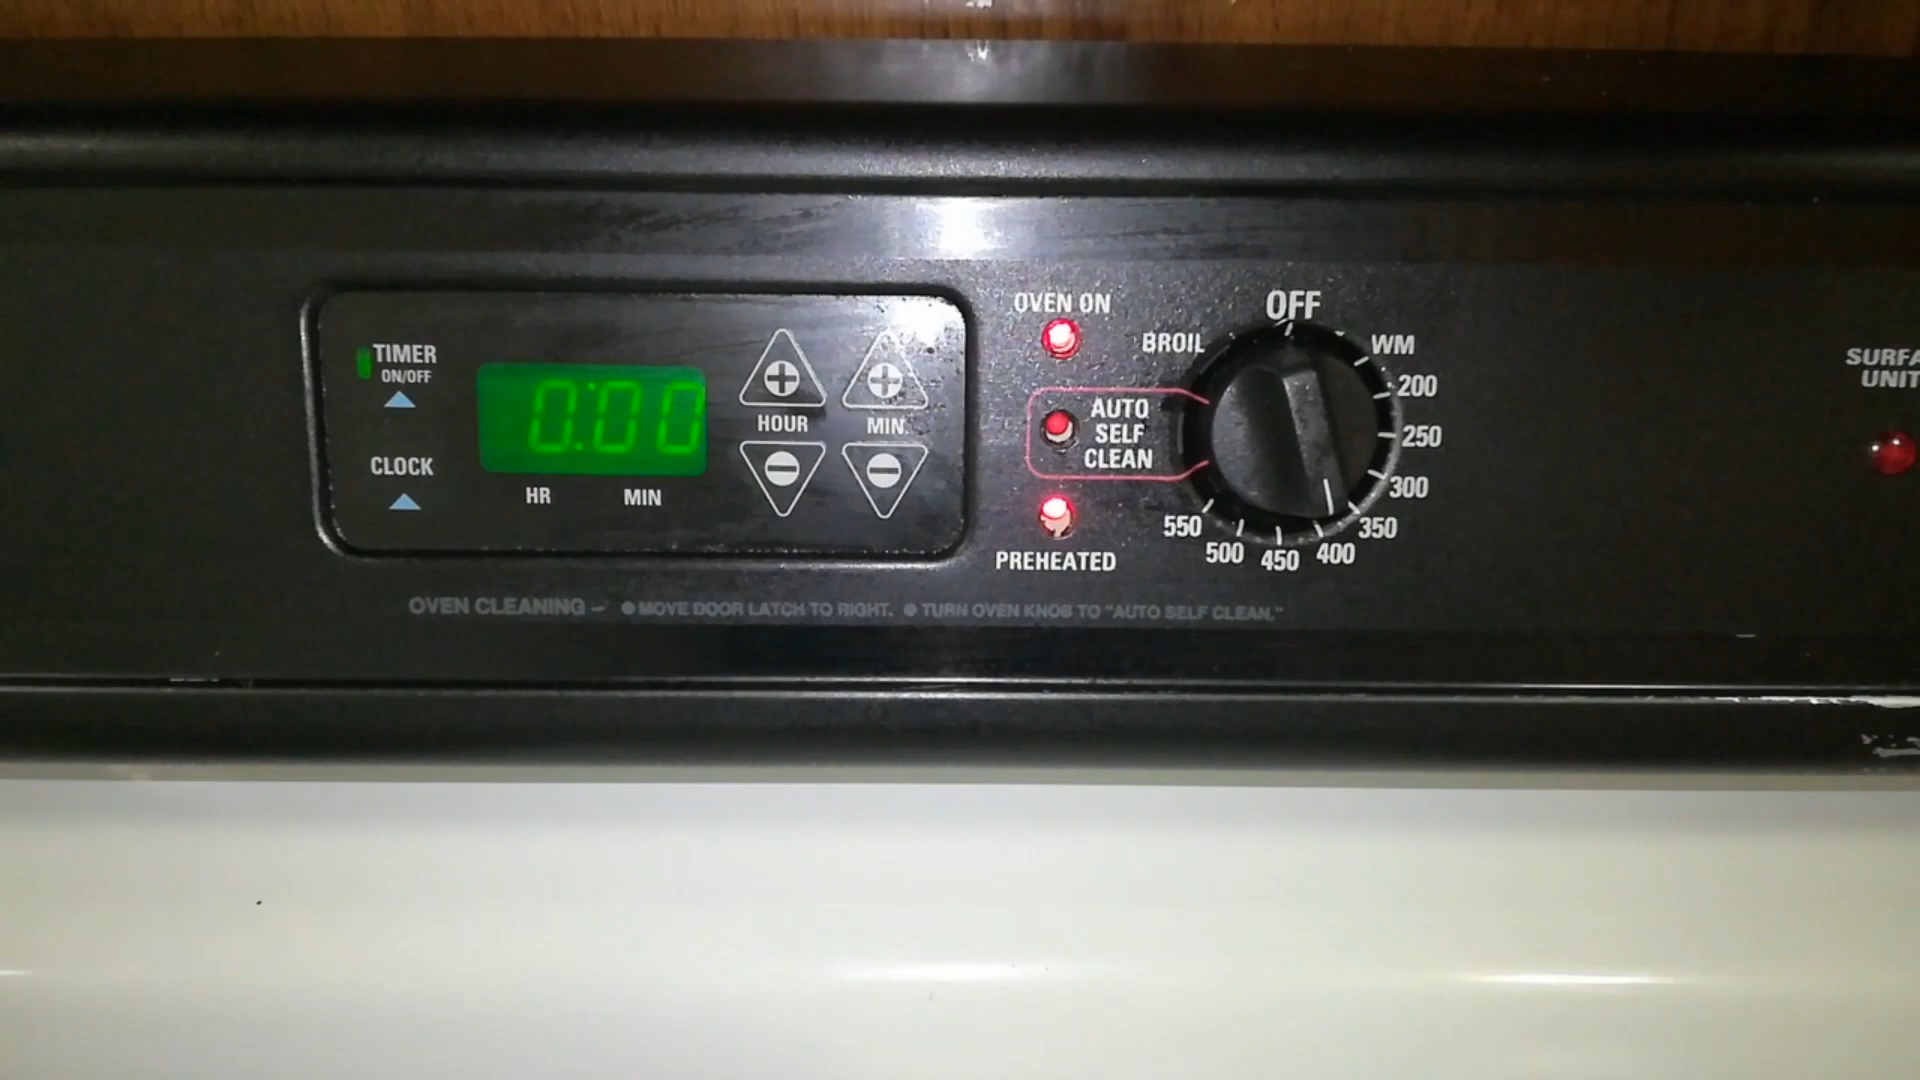 TIMER
ON/OFF
CLOCK
0:00
HR MIN
HOUR MIN.
OVEN ON
AUTO
SELF
CLEAN
PREHEATED
OFF
BROIL
WM
200
250
300
350
400
450
500
550
UNIT
OVEN CLEANING – ● MOVE DOOR LATCH TO RIGHT. ● TURN OVEN KNOB TO "AUTO SELF CLEAN."